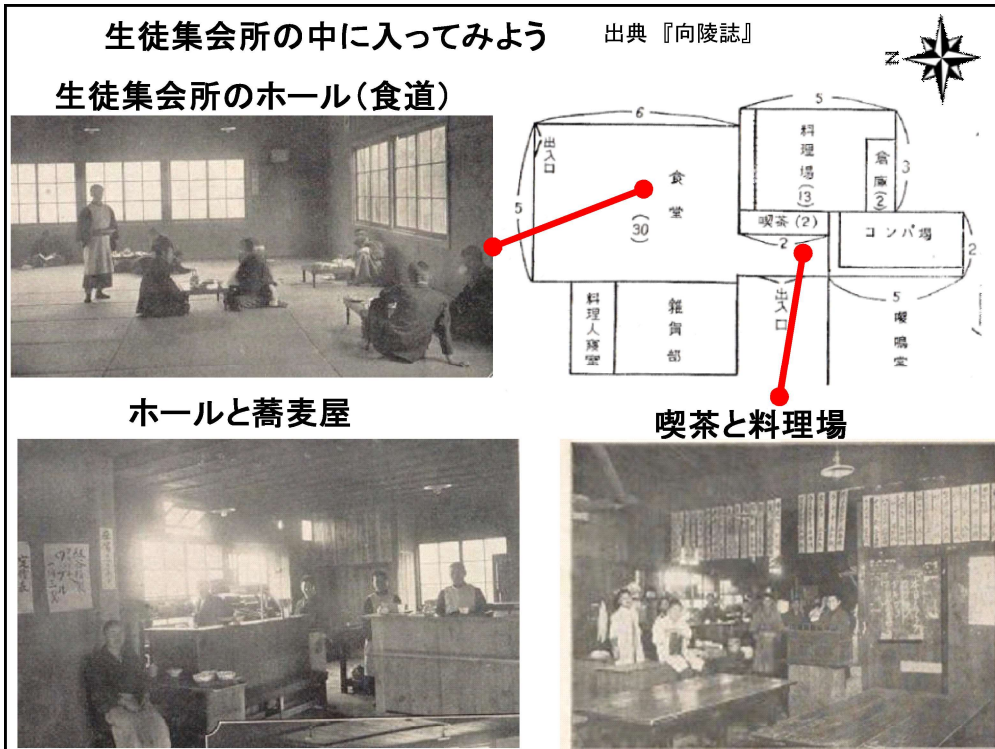 生徒集会所の中に入ってみよう
出典 『向陵誌』
生徒集会所のホール(食道)
N
6
5
出入口
食堂
(30)
5
料理場(13)
倉庫(2)
3
喫茶(2)
2
コンパ場
2
5
料理人寝室
雑貨部
出入口
嚶鳴堂
ホールと蕎麦屋
喫茶と料理場